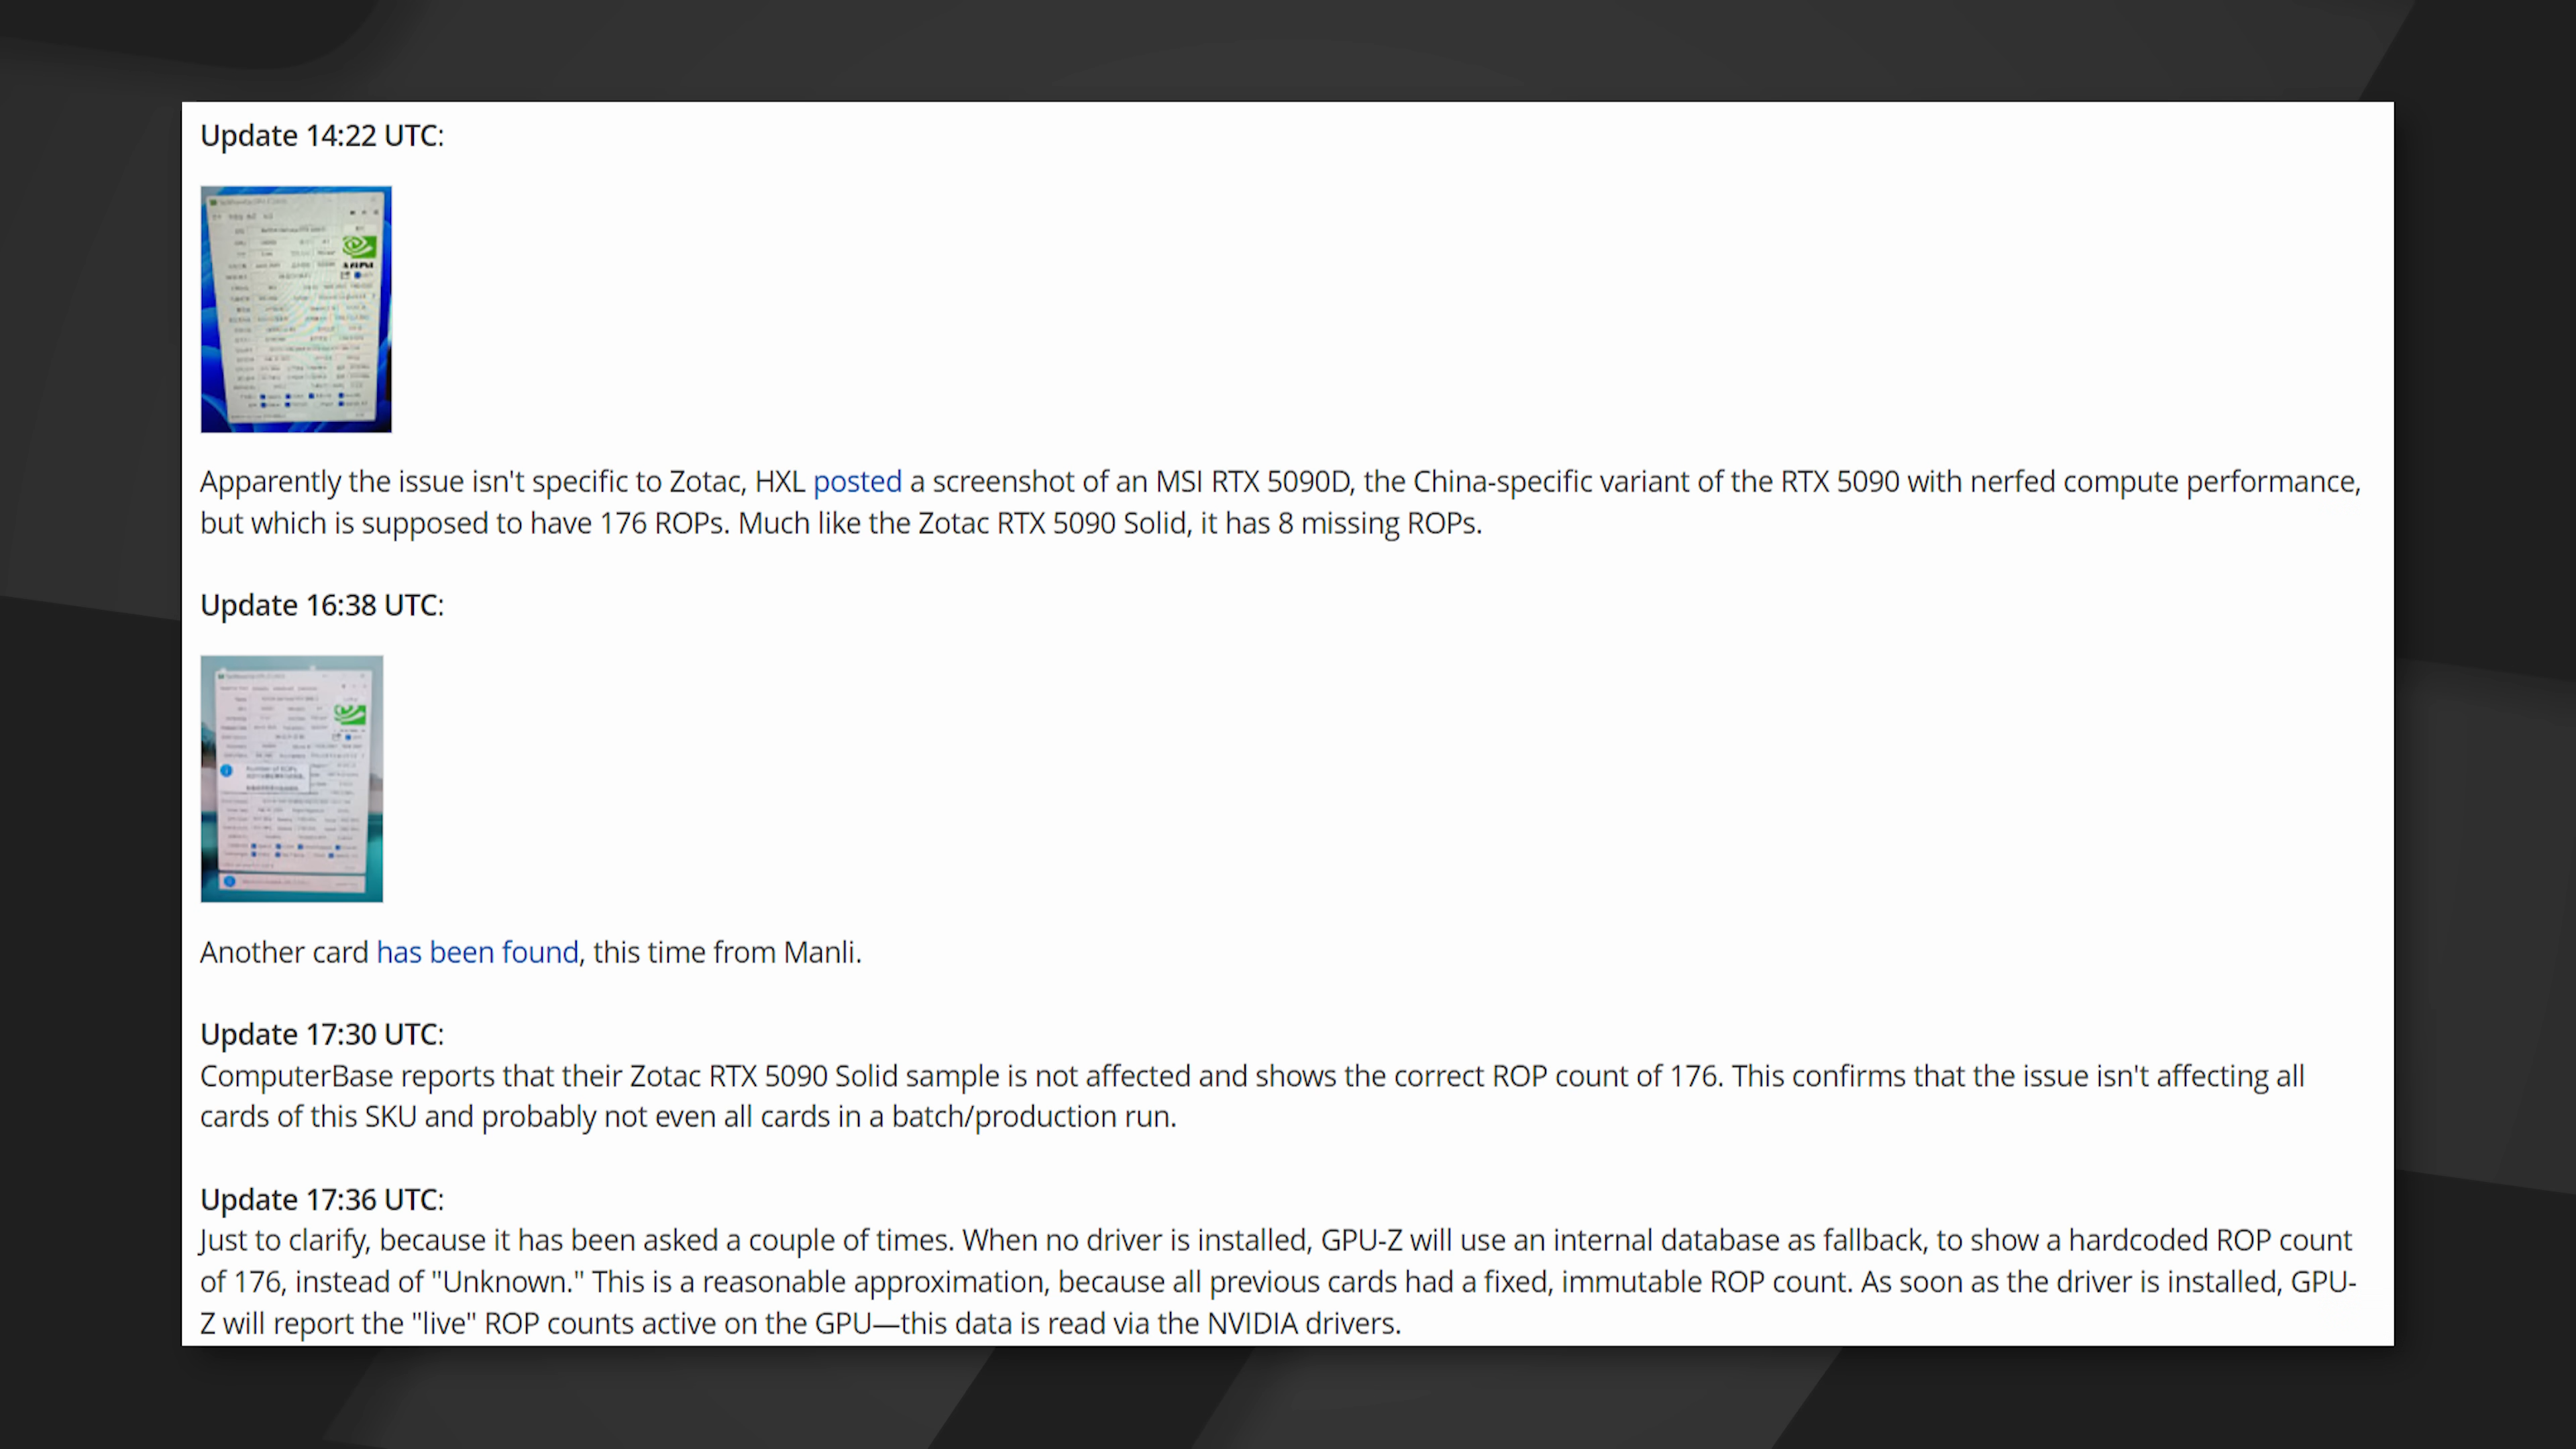 Update 14:22 UTC:
Apparently the issue isn't specific to Zotac, HXL posted a screenshot of an MSI RTX 5090D, the China-specific variant of the RTX 5090 with nerfed compute performance,
but which is supposed to have 176 ROPs. Much like the Zotac RTX 5090 Solid, it has 8 missing ROPs.
Update 16:38 UTC:
Number of ROPs
Another card has been found, this time from Manli.
Update 17:30 UTC:
ComputerBase reports that their Zotac RTX 5090 Solid sample is not affected and shows the correct ROP count of 176. This confirms that the issue isn't affecting all
cards of this SKU and probably not even all cards in a batch/production run.
Update 17:36 UTC:
Just to clarify, because it has been asked a couple of times. When no driver is installed, GPU-Z will use an internal database as fallback, to show a hardcoded ROP count
of 176, instead of "Unknown." This is a reasonable approximation, because all previous cards had a fixed, immutable ROP count. As soon as the driver is installed, GPU-
Z will report the "live" ROP counts active on the GPU—this data is read via the NVIDIA drivers.